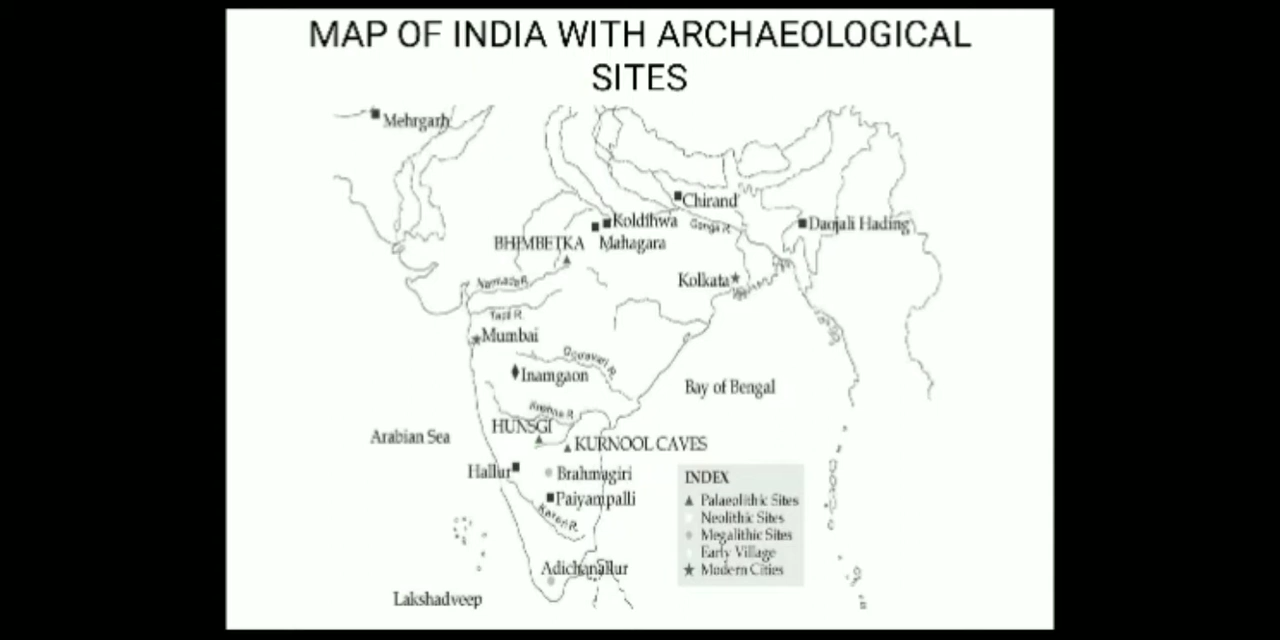 MAP OF INDIA WITH ARCHAEOLOGICAL
SITES
Mehrgarh
Chirand
Koldihwa
Ganga R.
Daojali Hading
BHIMBETKA
Mahagara
Kolkata
Narmada R.
Tapi R.
Mumbai
Godavari R.
Inamgaon
Bay of Bengal
Krishna R.
HUNSGI
Arabian Sea
KURNOOL CAVES
Hallur
Brahmagiri
Paiyampalli
Kaveri R.
Adichanallur
Lakshadweep
INDEX
Palaeolithic Sites
Neolithic Sites
Megalithic Sites
Early Village
Modern Cities